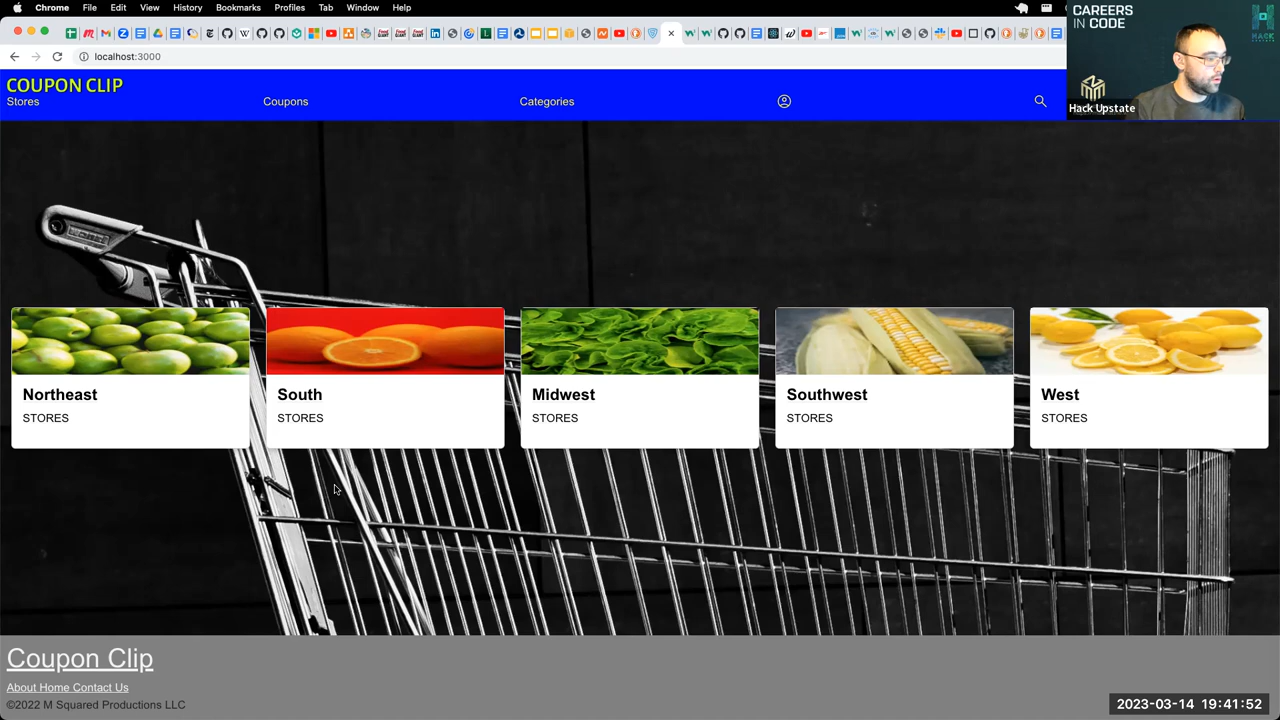 Chrome File Edit View History Bookmarks Profiles Tab Window Help
localhost:3000
CAREERS
IN CODE
HACK
Hack Upstate
COUPON CLIP
Stores Coupons Categories
Northeast
STORES
South
STORES
Midwest
STORES
Southwest
STORES
West
STORES
Coupon Clip
About Home Contact Us
©2022 M Squared Productions LLC
2023-03-14 19:41:52